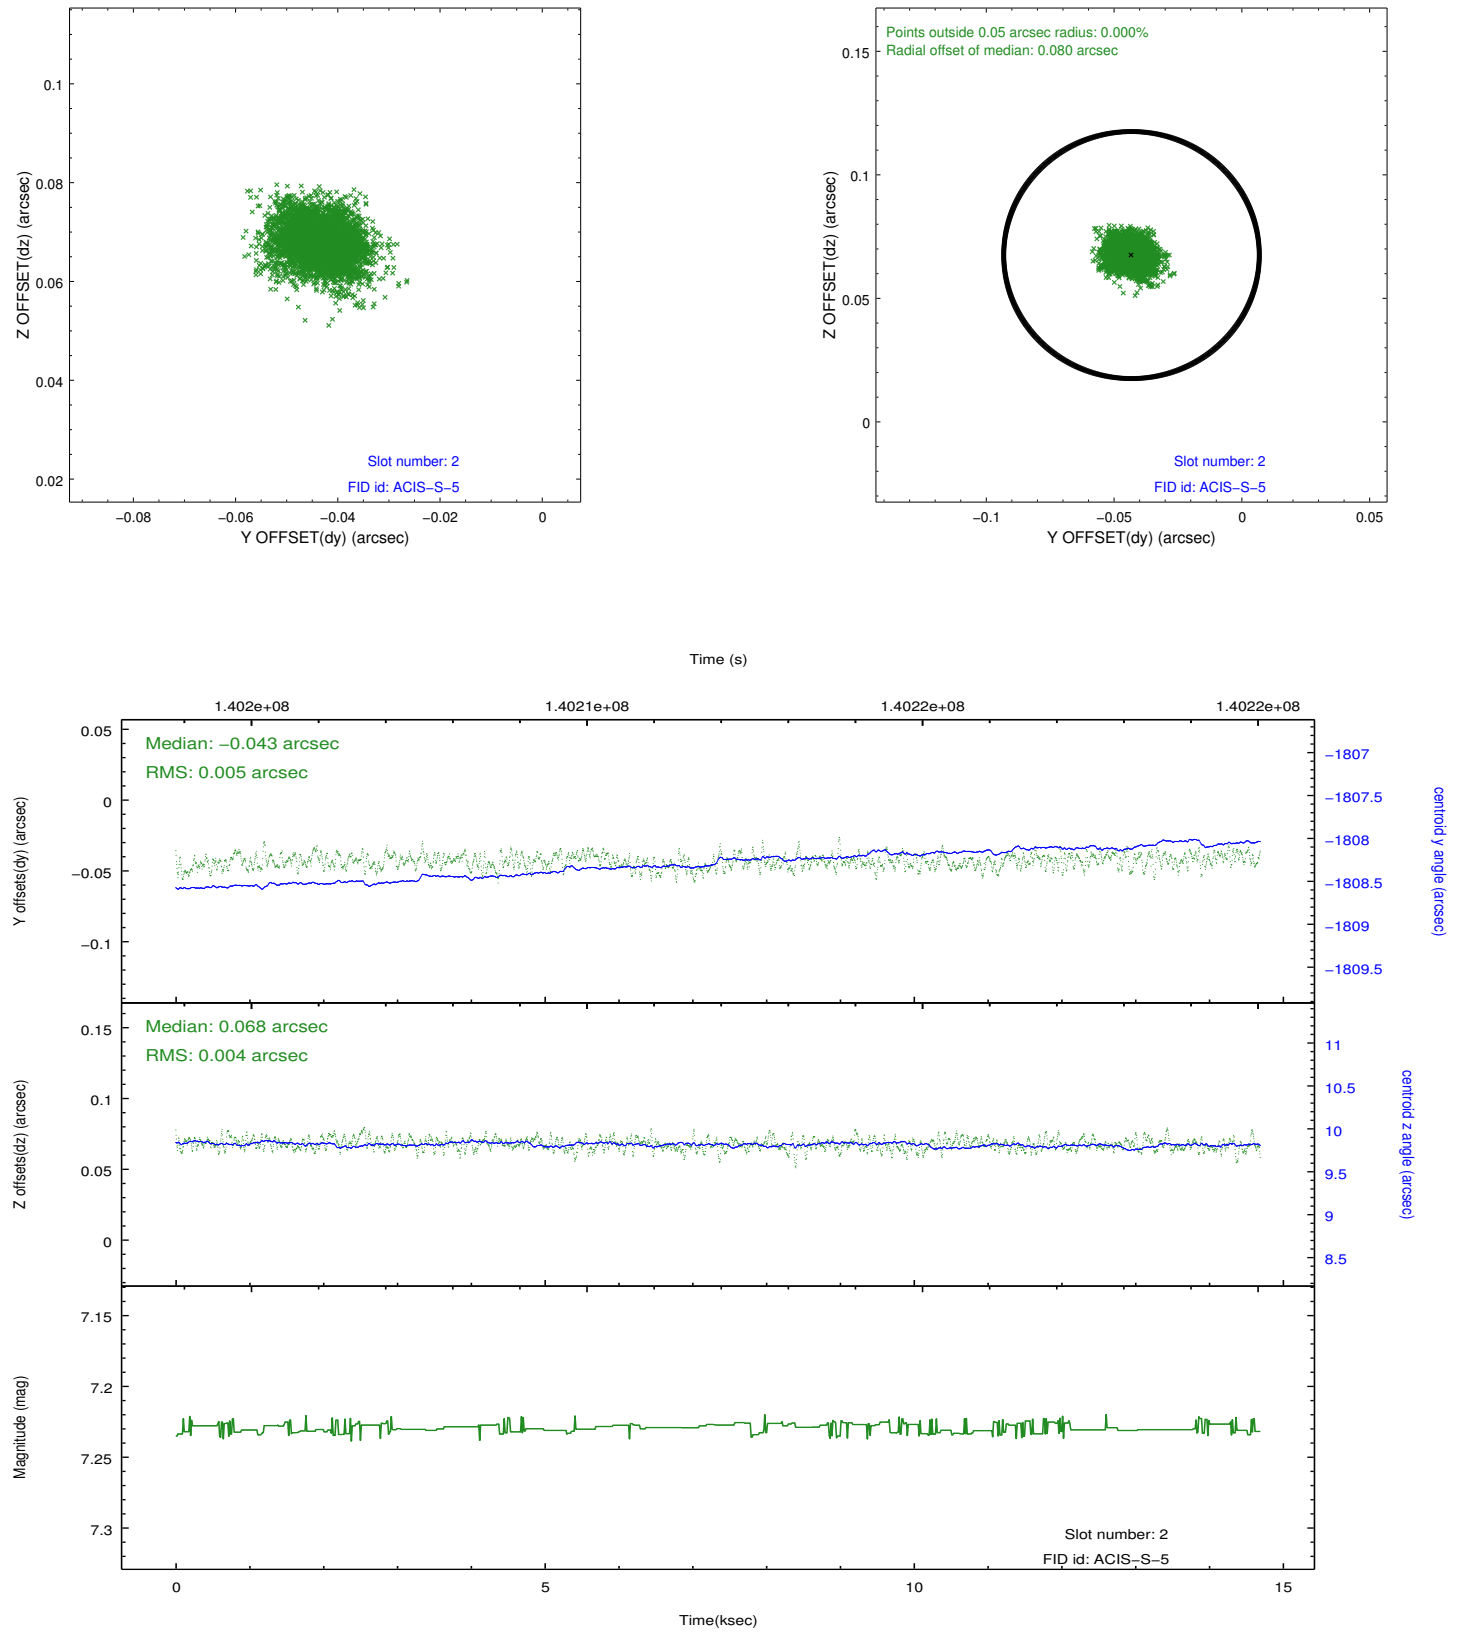 0.1
0.08
0.06
0.04
0.02
Z OFFSET(dz) (arcsec)
Slot number: 2
FID id: ACIS−S−5
−0.08 −0.06 −0.04 −0.02 0
Y OFFSET(dy) (arcsec)
Points outside 0.05 arcsec radius: 0.000%
Radial offset of median: 0.080 arcsec
0.15
0.1
0.05
0
Z OFFSET(dz) (arcsec)
Slot number: 2
FID id: ACIS−S−5
−0.1 −0.05 0 0.05
Y OFFSET(dy) (arcsec)
Time (s)
1.402e+08 1.4021e+08 1.4022e+08 1.4022e+08
Median: −0.043 arcsec
RMS: 0.005 arcsec
0.05
0
−0.05
−0.1
Y offsets(dy) (arcsec)
−1807
−1807.5
−1808
−1808.5
−1809
−1809.5
centroid y angle (arcsec)
Median: 0.068 arcsec
RMS: 0.004 arcsec
0.15
0.1
0.05
0
Z offsets(dz) (arcsec)
11
10.5
10
9.5
9
8.5
centroid z angle (arcsec)
7.15
7.2
7.25
7.3
Magnitude (mag)
Slot number: 2
FID id: ACIS−S−5
0 5 10 15
Time(ksec)